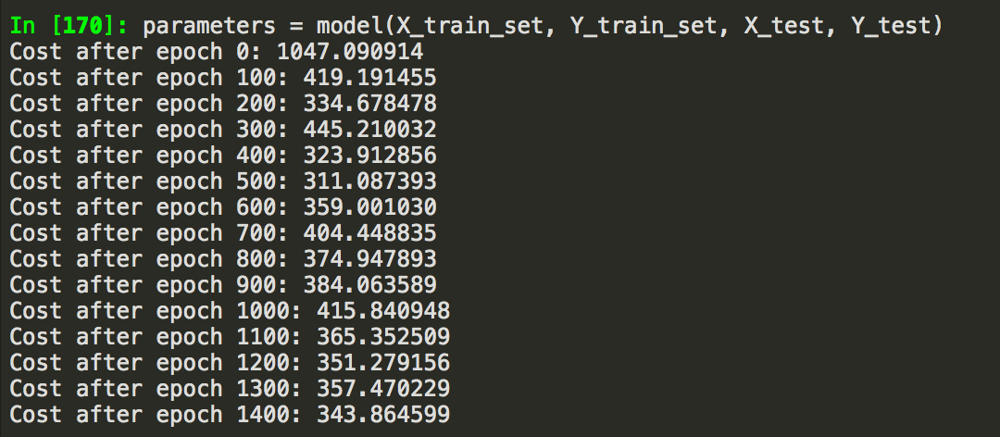 In [170]: parameters = model(X_train_set, Y_train_set, X_test, Y_test)
Cost after epoch 0: 1047.090914
Cost after epoch 100: 419.191455
Cost after epoch 200: 334.678478
Cost after epoch 300: 445.210032
Cost after epoch 400: 323.912856
Cost after epoch 500: 311.087393
Cost after epoch 600: 359.001030
Cost after epoch 700: 404.448835
Cost after epoch 800: 374.947893
Cost after epoch 900: 384.063589
Cost after epoch 1000: 415.840948
Cost after epoch 1100: 365.352509
Cost after epoch 1200: 351.279156
Cost after epoch 1300: 357.470229
Cost after epoch 1400: 343.864599